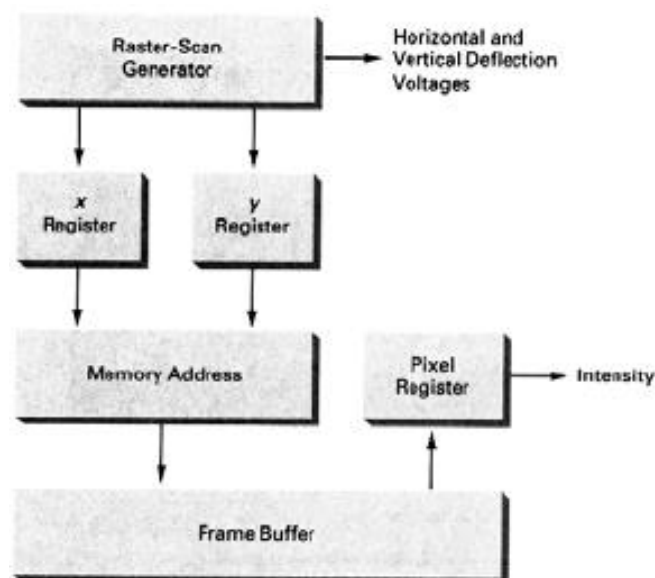 Raster-Scan
Generator
Horizontal and
Vertical Deflection
Voltages
x
Register
y
Register
Memory Address
Pixel
Register
Intensity
Frame Buffer